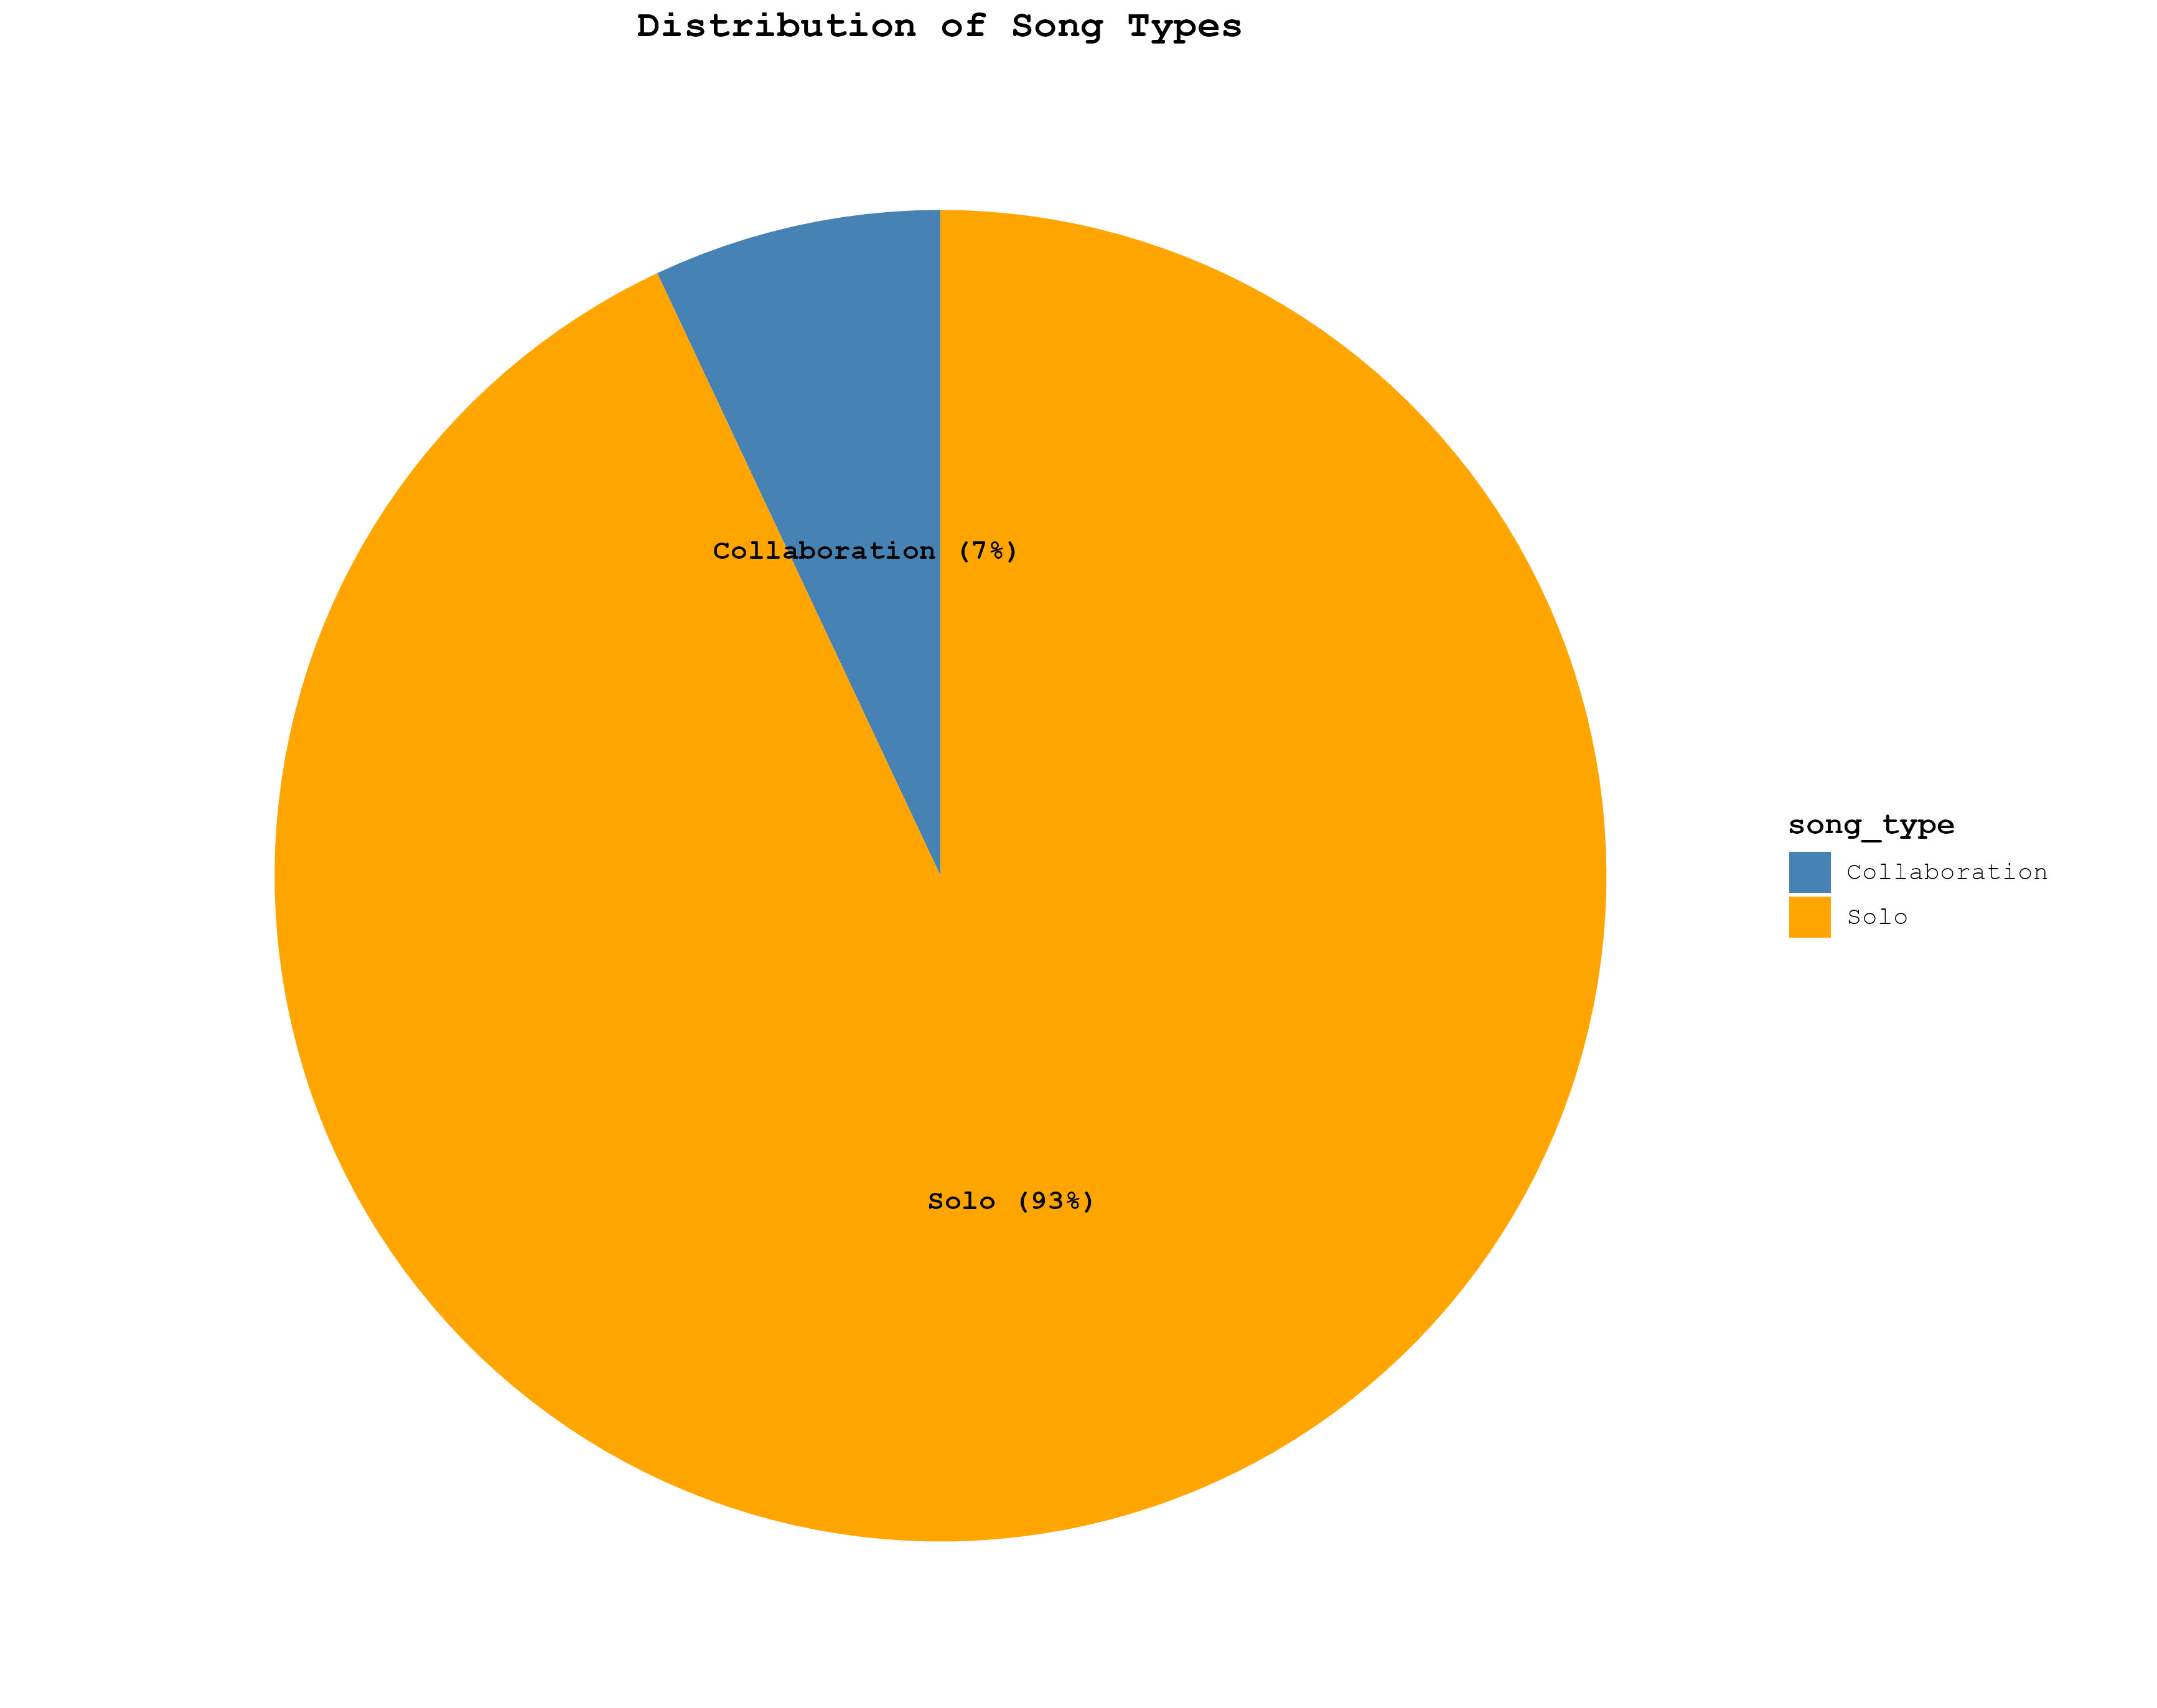 Distribution of Song Types
Collaboration (7%)
song_type
Collaboration
Solo
Solo (93%)